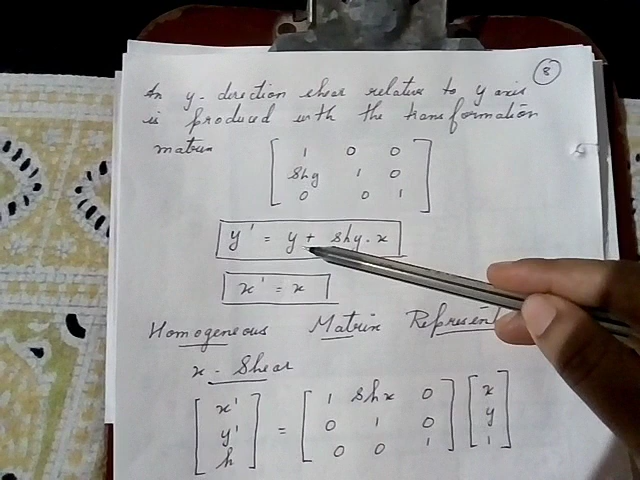 8
An y-direction shear relative to y axis
is produced with the transformation
matrix
1 0 0
shy 1 0
0 0 1
y' = y + shy. x
x' = x
Homogeneous Matrix Represent
x - Shear
x' 1 shx 0 x
y' = 0 1 0 y
h 0 0 1 1